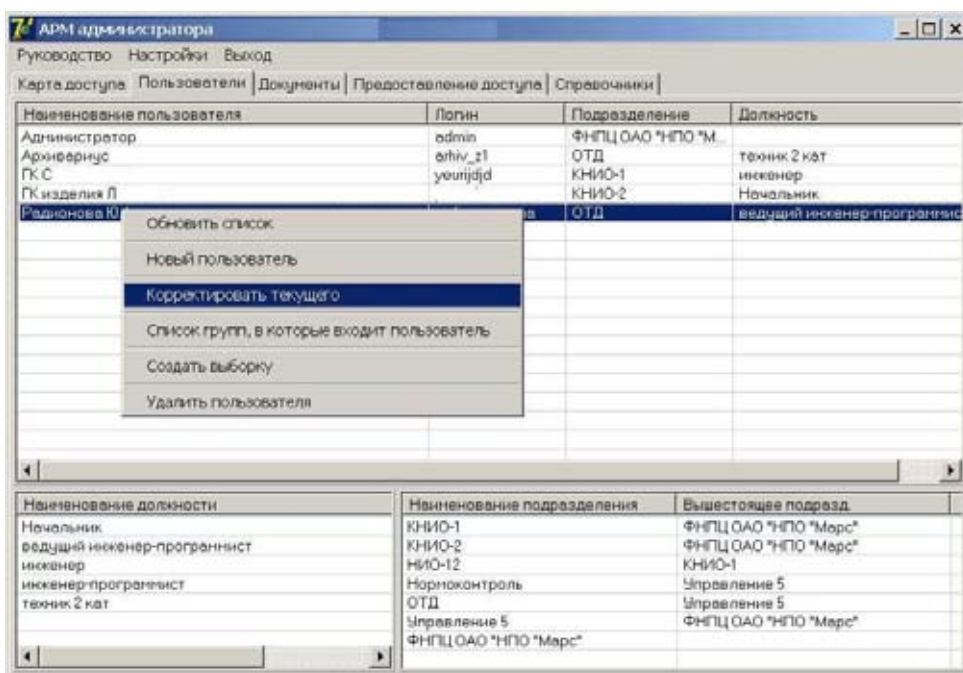 АРМ администратора
Руководство Настройки Выход
Карта доступа Пользователи Документы Предоставление доступа Справочники
Наименование пользователя Логин Подразделение Должность
Администратор admin ФНПЦ ОАО "НПО "М...
Архивариус arhiv_z1 ОТД техник 2 кат
ГК С yourijdjd КНИО-1 инженер
ГК изделия Л КНИО-2 Начальник
Радионова Ю ва ОТД ведущий инженер-программис
Обновить список
Новый пользователь
Корректировать текущего
Список групп, в которые входит пользователь
Создать выборку
Удалить пользователя
Наименование должности
Начальник
ведущий инженер-программист
инженер
инженер-программист
техник 2 кат
Наименование подразделения Вышестоящее подразд.
КНИО-1 ФНПЦ ОАО "НПО "Марс"
КНИО-2 ФНПЦ ОАО "НПО "Марс"
НИО-12 КНИО-1
Нормоконтроль Управление 5
ОТД Управление 5
Управление 5 ФНПЦ ОАО "НПО "Марс"
ФНПЦ ОАО "НПО "Марс"